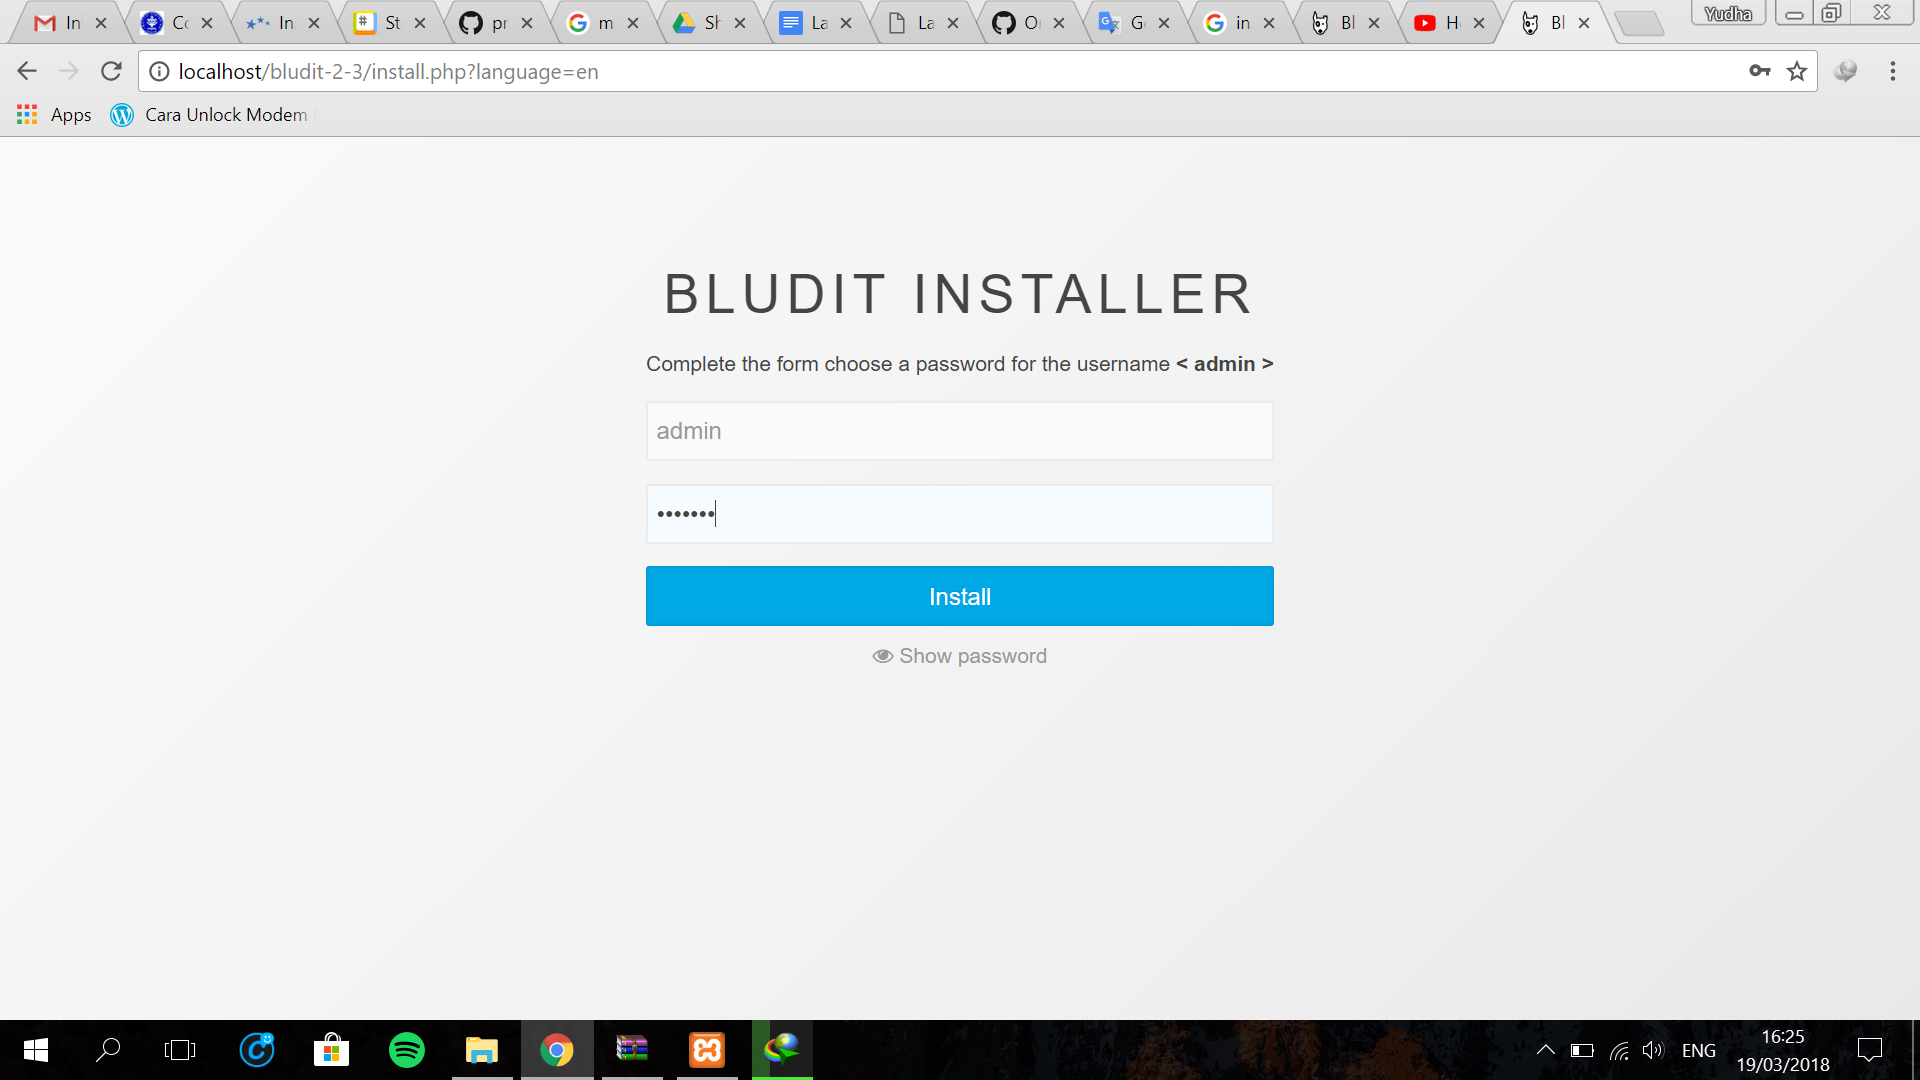 In
In
St
pr
m
Sh
La
La
G
in
Bl
H
Bl
Yudha
localhost/bludit-2-3/install.php?language=en
Apps
Cara Unlock Modem
BLUDIT INSTALLER
Complete the form choose a password for the username < admin >
admin
•••••••
Install
Show password
ENG
16:25
19/03/2018